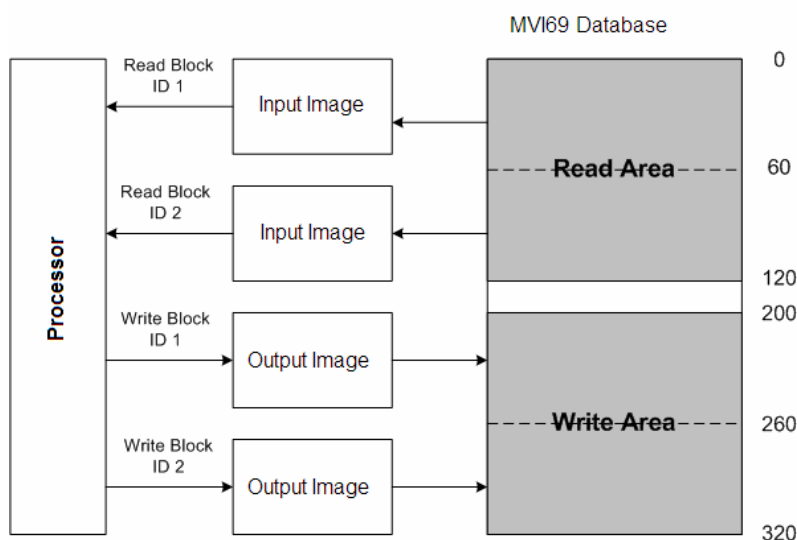 MVI69 Database
Read Block
ID 1
Input Image
0
Read Area
60
Read Block
ID 2
Input Image
120
Processor
Write Block
ID 1
Output Image
200
Write Area
260
Write Block
ID 2
Output Image
320